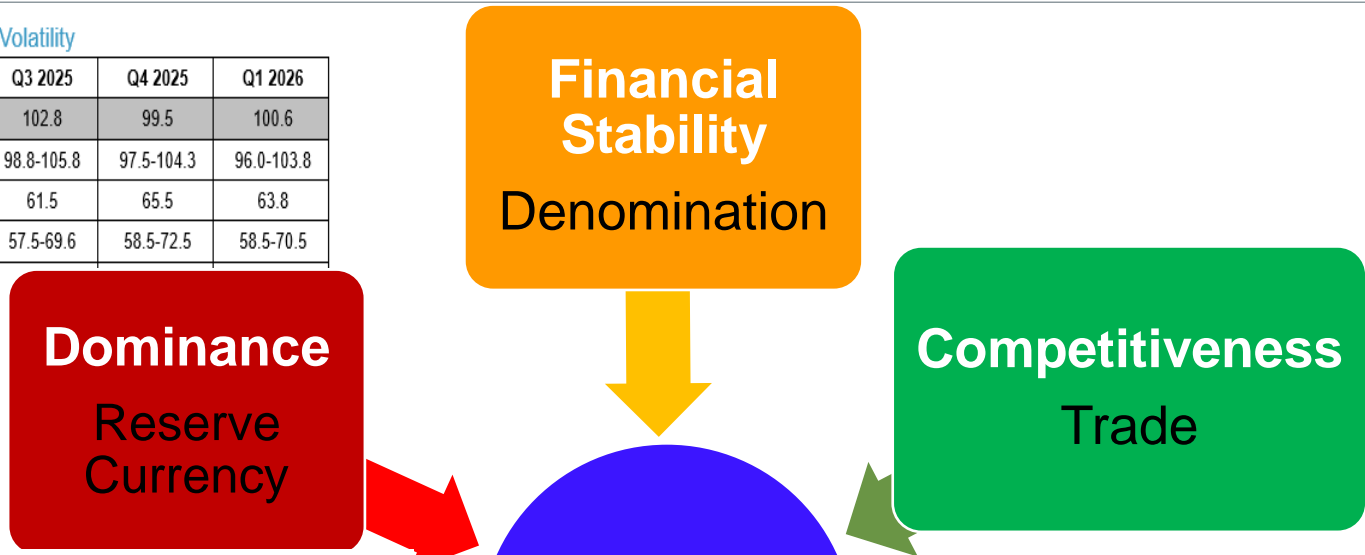 Volatility
Q3 2025 Q4 2025 Q1 2026
102.8 99.5 100.6
98.8-105.8 97.5-104.3 96.0-103.8
61.5 65.5 63.8
57.5-69.6 58.5-72.5 58.5-70.5
Financial
Stability
Denomination
Dominance
Reserve
Currency
Competitiveness
Trade